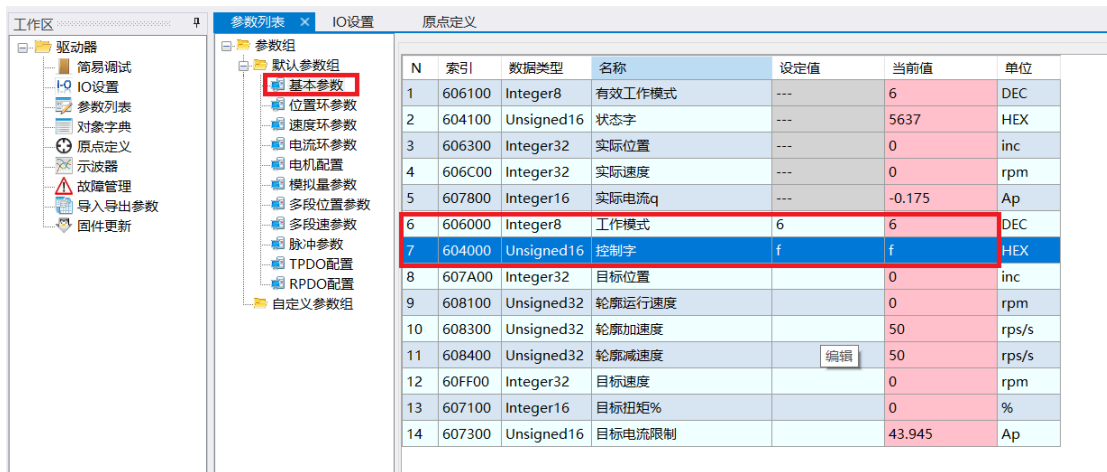 工作区
驱动器
简易调试
I-O IO设置
参数列表
对象字典
原点定义
示波器
故障管理
导入导出参数
固件更新
参数列表 × IO设置 原点定义
参数组
默认参数组
基本参数
位置环参数
速度环参数
电流环参数
电机配置
模拟量参数
多段位置参数
多段速参数
脉冲参数
TPDO配置
RPDO配置
自定义参数组
N 索引 数据类型 名称 设定值 当前值 单位
1 606100 Integer8 有效工作模式 --- 6 DEC
2 604100 Unsigned16 状态字 --- 5637 HEX
3 606300 Integer32 实际位置 --- 0 inc
4 606C00 Integer32 实际速度 --- 0 rpm
5 607800 Integer16 实际电流q --- -0.175 Ap
6 606000 Integer8 工作模式 6 6 DEC
7 604000 Unsigned16 控制字 f f HEX
8 607A00 Integer32 目标位置 0 inc
9 608100 Unsigned32 轮廓运行速度 0 rpm
10 608300 Unsigned32 轮廓加速度 50 rps/s
11 608400 Unsigned32 轮廓减速度 编辑 50 rps/s
12 60FF00 Integer32 目标速度 0 rpm
13 607100 Integer16 目标扭矩% 0 %
14 607300 Unsigned16 目标电流限制 43.945 Ap